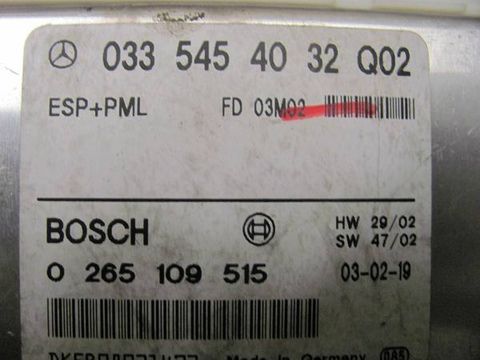 033 545 40 32 Q02
ESP+PML FD 03M02
BOSCH HW 29/02
SW 47/02
0 265 109 515 03-02-19
Made in Germany